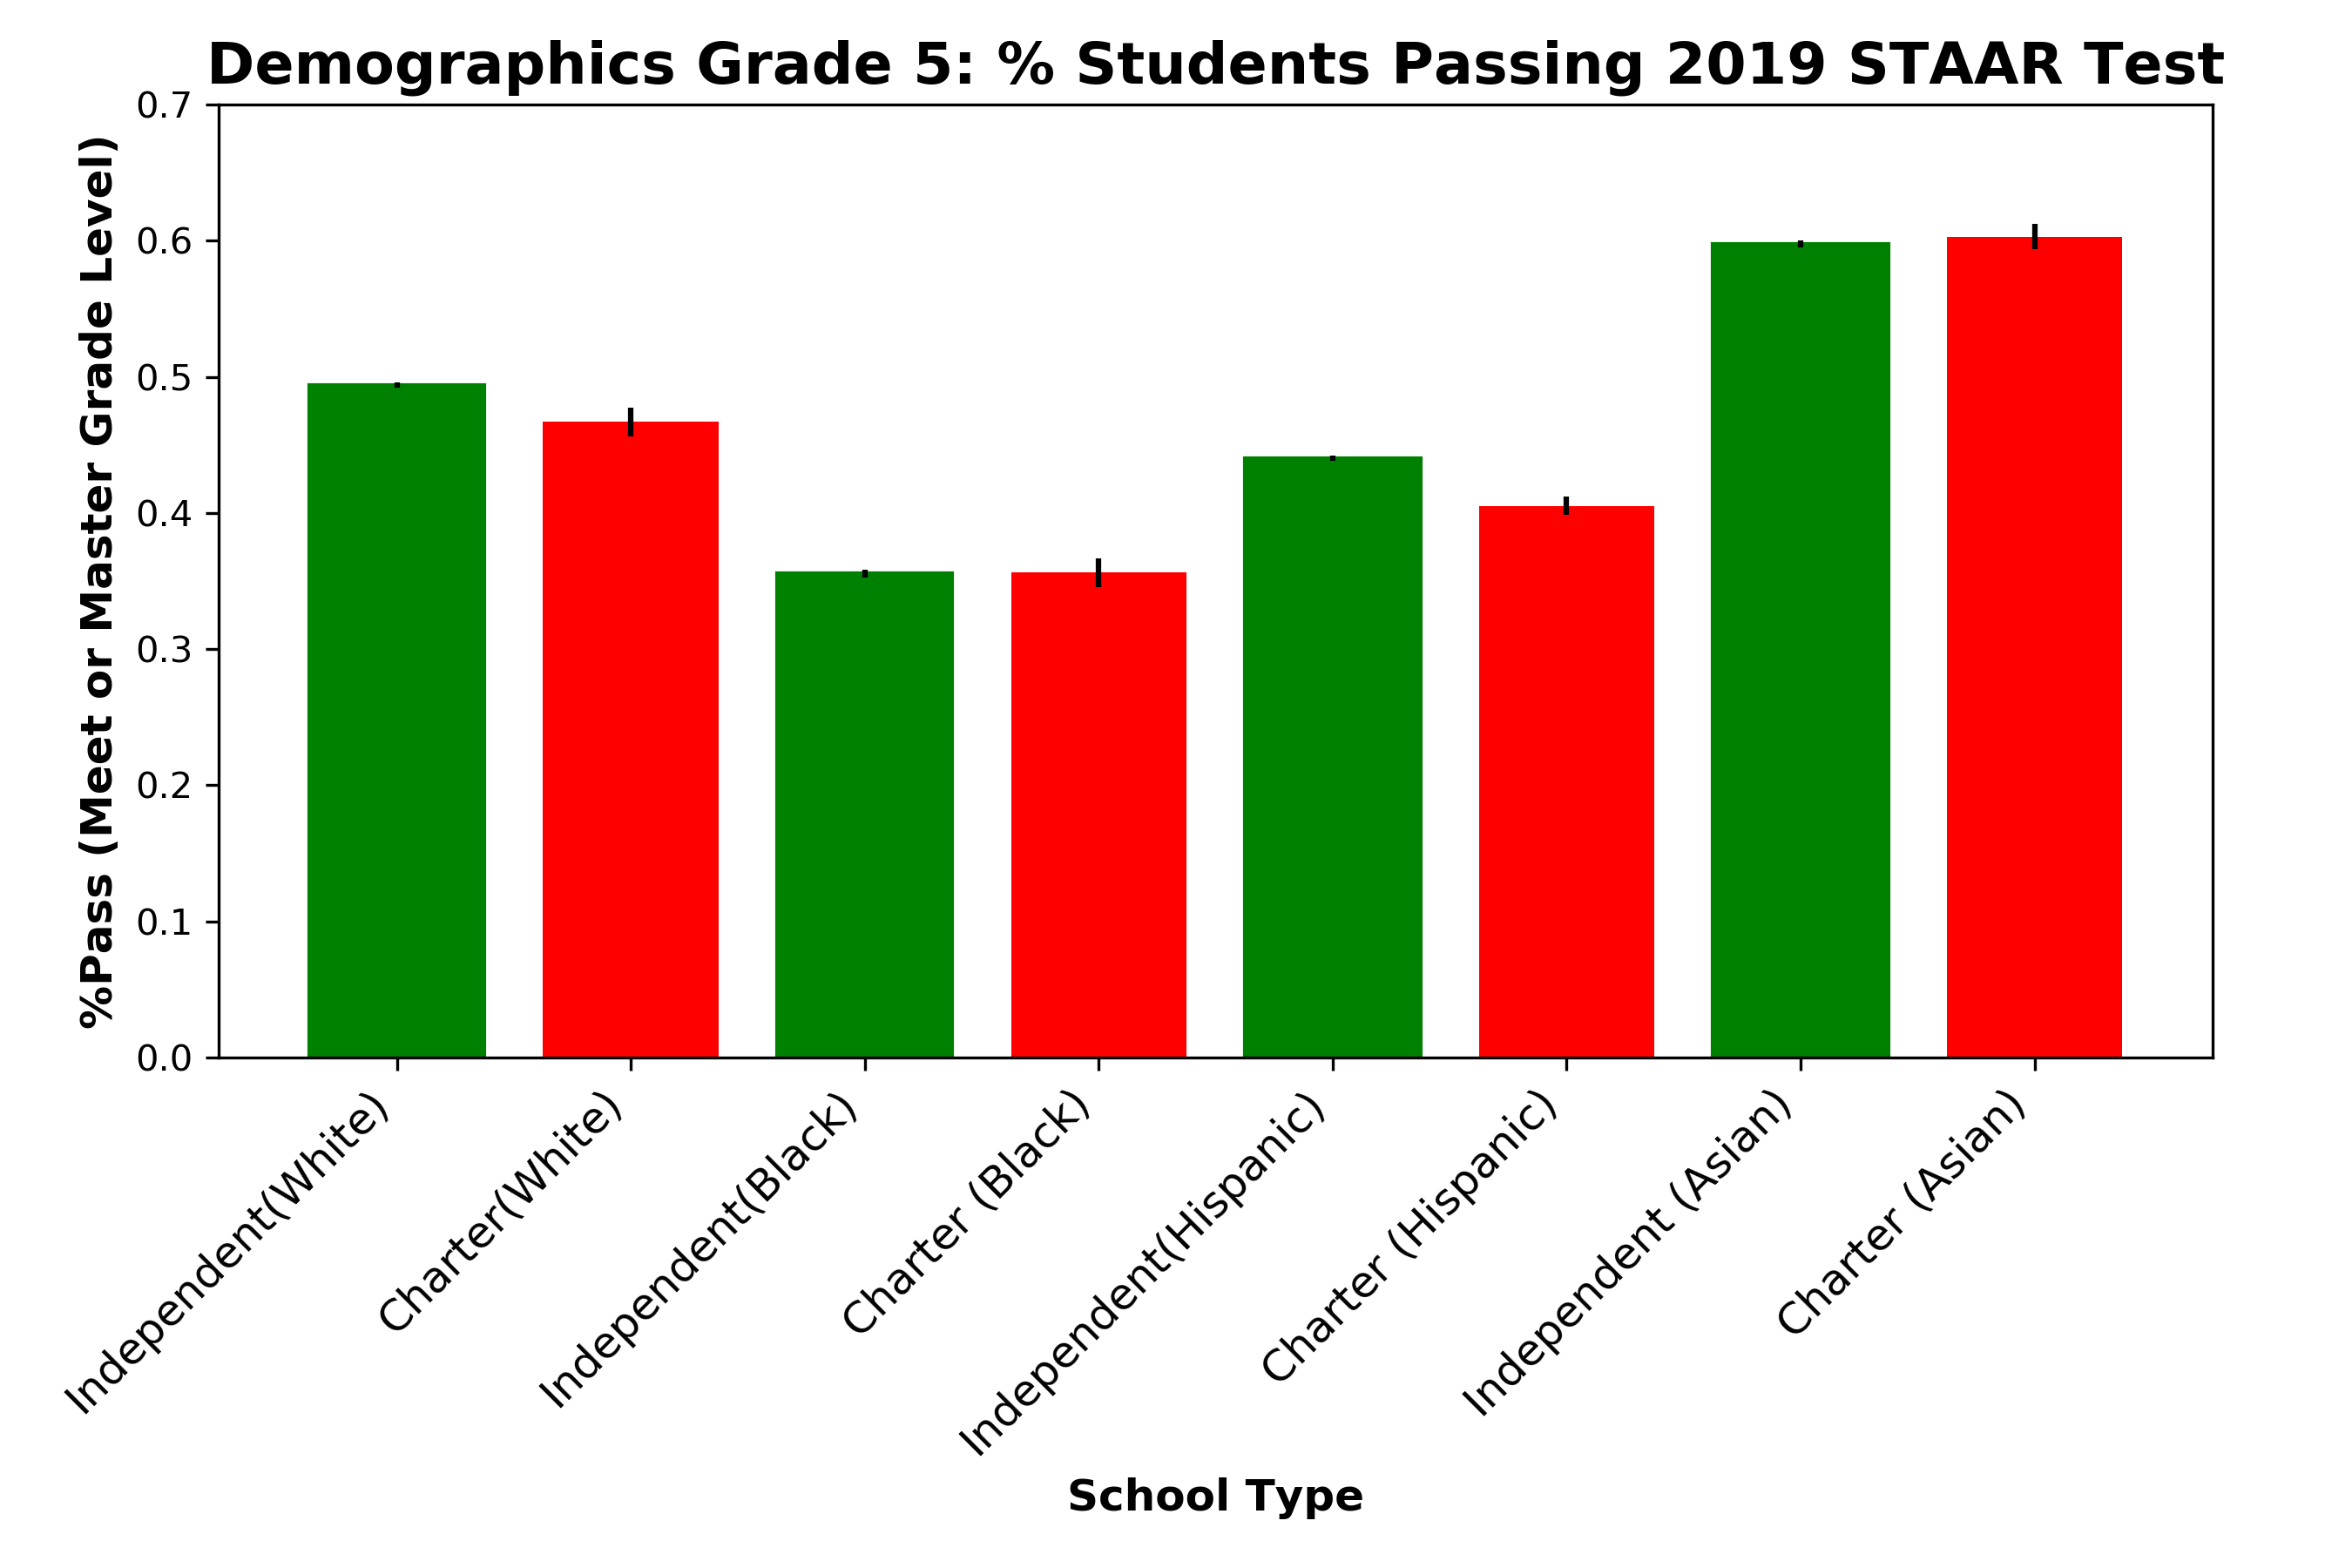 Demographics Grade 5: % Students Passing 2019 STAAR Test
%Pass (Meet or Master Grade Level)
0.7
0.6
0.5
0.4
0.3
0.2
0.1
0.0
Independent(White)
Charter(White)
Independent(Black)
Charter (Black)
Independent(Hispanic)
Charter (Hispanic)
Independent (Asian)
Charter (Asian)
School Type